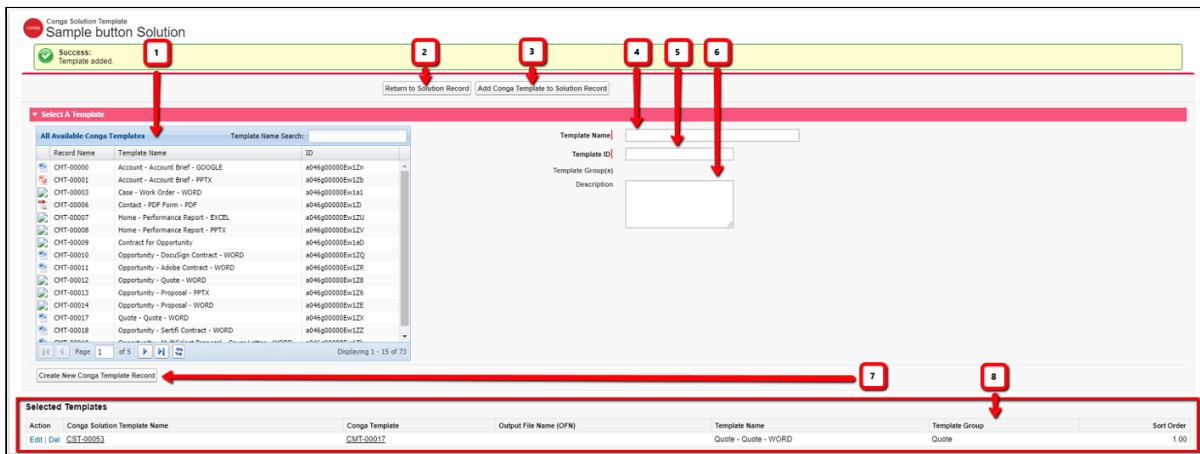 Conga Solution Template
Sample button Solution
Success:
Template added.
1
2
3
4
5
6
Return to Solution Record
Add Conga Template to Solution Record
Select A Template
All Available Conga Templates
Template Name Search:
Record Name Template Name ID
CMT-00000 Account - Account Brief - GOOGLE a046g00000Ew1Zn
CMT-00001 Account - Account Brief - PPTX a046g00000Ew1Zb
CMT-00003 Case - Work Order - WORD a046g00000Ew1a1
CMT-00006 Contact - PDF Form - PDF a046g00000Ew1Zi
CMT-00007 Home - Performance Report - EXCEL a046g00000Ew1ZU
CMT-00008 Home - Performance Report - PPTX a046g00000Ew1ZV
CMT-00009 Contract for Opportunity a046g00000Ew1aD
CMT-00010 Opportunity - DocuSign Contract - WORD a046g00000Ew1ZQ
CMT-00011 Opportunity - Adobe Contract - WORD a046g00000Ew1ZR
CMT-00012 Opportunity - Quote - WORD a046g00000Ew1Z8
CMT-00013 Opportunity - Proposal - PPTX a046g00000Ew1Z6
CMT-00014 Opportunity - Proposal - WORD a046g00000Ew1ZE
CMT-00017 Quote - Quote - WORD a046g00000Ew1ZX
CMT-00018 Opportunity - Sertifi Contract - WORD a046g00000Ew1ZZ
Page 1 of 5
Displaying 1 - 15 of 73
Template Name
Template ID
Template Group(s)
Description
Create New Conga Template Record
7
8
Selected Templates
Action Conga Solution Template Name Conga Template Output File Name (OFN) Template Name Template Group Sort Order
Edit | Del CST-00053 CMT-00017 Quote - Quote - WORD Quote 1.00